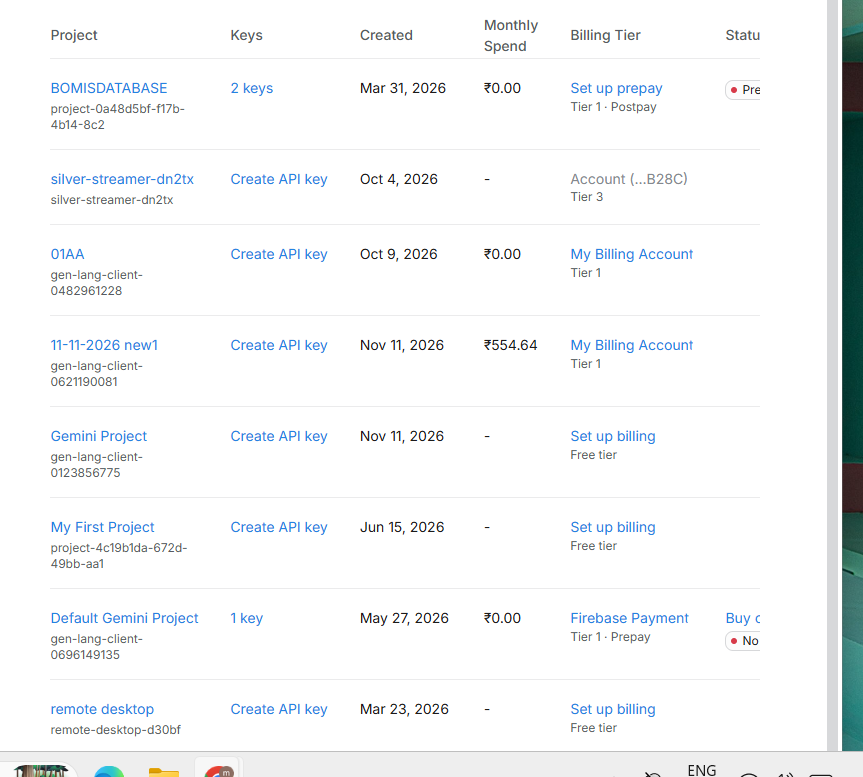 Project Keys Created Monthly Spend Billing Tier Statu
BOMISDATABASE 2 keys Mar 31, 2026 ₹0.00 Set up prepay Pre
project-0a48d5bf-f17b- Tier 1 · Postpay
4b14-8c2
silver-streamer-dn2tx Create API key Oct 4, 2026 - Account (...B28C)
silver-streamer-dn2tx Tier 3
01AA Create API key Oct 9, 2026 ₹0.00 My Billing Account
gen-lang-client- Tier 1
0482961228
11-11-2026 new1 Create API key Nov 11, 2026 ₹554.64 My Billing Account
gen-lang-client- Tier 1
0621190081
Gemini Project Create API key Nov 11, 2026 - Set up billing
gen-lang-client- Free tier
0123856775
My First Project Create API key Jun 15, 2026 - Set up billing
project-4c19b1da-672d- Free tier
49bb-aa1
Default Gemini Project 1 key May 27, 2026 ₹0.00 Firebase Payment Buy
gen-lang-client- Tier 1 · Prepay No
0696149135
remote desktop Create API key Mar 23, 2026 - Set up billing
remote-desktop-d30bf Free tier
m
ENG